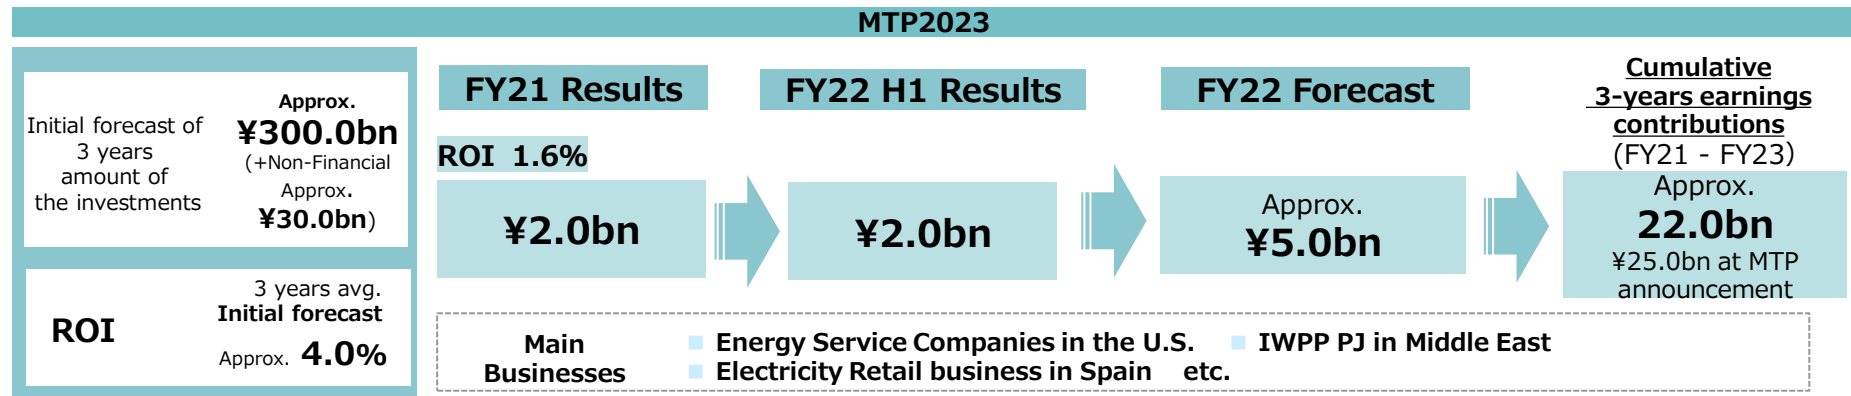 MTP2023
Initial forecast of
3 years
amount of
the investments
Approx.
¥300.0bn
(+Non-Financial
Approx.
¥30.0bn)
ROI
3 years avg.
Initial forecast
Approx. 4.0%
FY21 Results
ROI 1.6%
¥2.0bn
FY22 H1 Results
¥2.0bn
FY22 Forecast
Approx.
¥5.0bn
Cumulative
3-years earnings
contributions
(FY21 - FY23)
Approx.
22.0bn
¥25.0bn at MTP
announcement
Main
Businesses
Energy Service Companies in the U.S.
IWPP PJ in Middle East
Electricity Retail business in Spain etc.